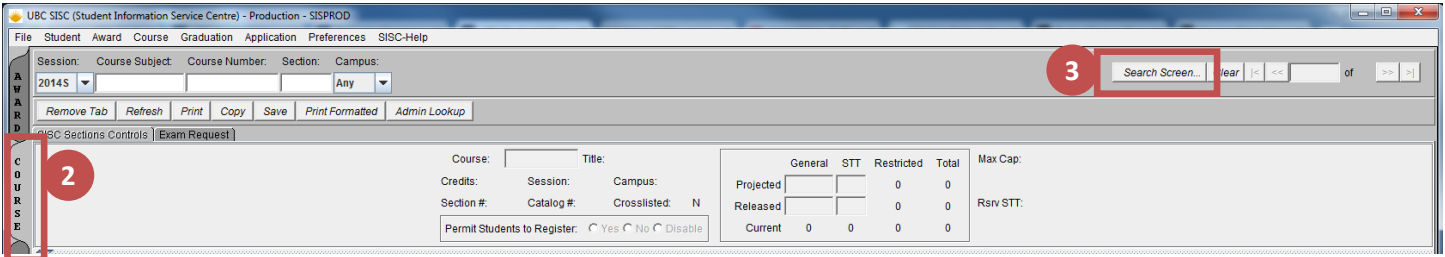 UBC SISC (Student Information Service Centre) - Production - SISPROD
File Student Award Course Graduation Application Preferences SISC-Help
Session: Course Subject: Course Number: Section: Campus:
2014S Any
3
Search Screen... Clear |< << of >> >|
Remove Tab Refresh Print Copy Save Print Formatted Admin Lookup
AWARD
SISC Sections Controls Exam Request
COURSE
2
Course: Title:
Credits: Session: Campus:
Section #: Catalog #: Crosslisted: N
Permit Students to Register: Yes No Disable
General STT Restricted Total
Projected 0 0
Released 0 0
Current 0 0 0 0
Max Cap:
Rsrv STT: